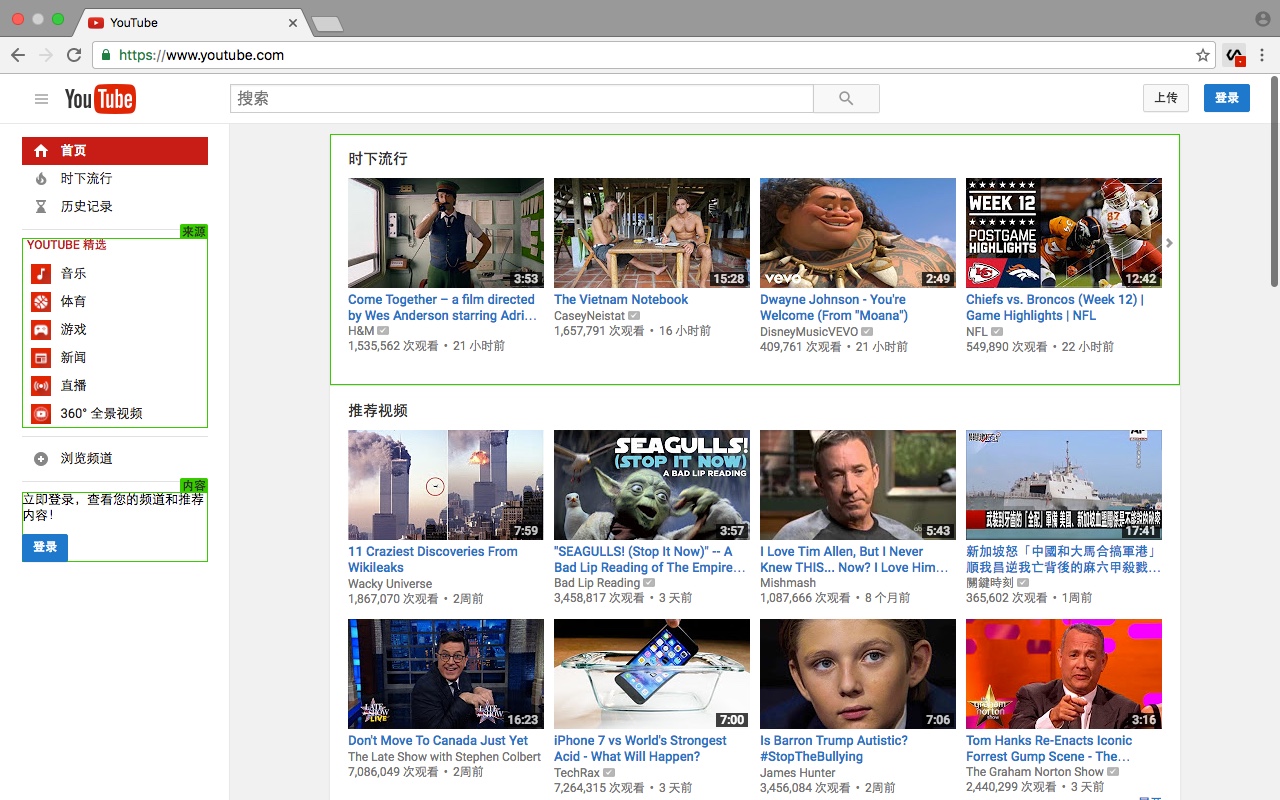 YouTube
https://www.youtube.com
YouTube
搜索
上传
登录
首页
时下流行
历史记录
来源
YOUTUBE 精选
音乐
体育
游戏
新闻
直播
360° 全景视频
浏览频道
内容
立即登录，查看您的频道和推荐
内容！
登录
时下流行
3:53
15:28
vevo
2:49
WEEK 12
POSTGAME
HIGHLIGHTS
87
12:42
Come Together – a film directed
by Wes Anderson starring Adri…
H&M
1,535,562 次观看 • 21 小时前
The Vietnam Notebook
CaseyNeistat
1,657,791 次观看 • 16 小时前
Dwayne Johnson - You're
Welcome (From "Moana")
DisneyMusicVEVO
409,761 次观看 • 21 小时前
Chiefs vs. Broncos (Week 12) |
Game Highlights | NFL
NFL
549,890 次观看 • 22 小时前
推荐视频
7:59
SEAGULLS!
(STOP IT NOW)
A BAD LIP READING
3:57
abc
5:43
AP
17:41
11 Craziest Discoveries From
Wikileaks
Wacky Universe
1,867,070 次观看 • 2周前
"SEAGULLS! (Stop It Now)" -- A
Bad Lip Reading of The Empire…
Bad Lip Reading
3,458,817 次观看 • 3 天前
I Love Tim Allen, But I Never
Knew THIS... Now? I Love Him…
Mishmash
1,087,666 次观看 • 8 个月前
新加坡怒「中國和大馬合搞軍港」
順我昌逆我亡背後的麻六甲殺戮…
關鍵時刻
365,602 次观看 • 1周前
LATE SHOW
LIVE
LATE SHOW
16:23
7:00
7:06
graham
norton
show
3:16
Don't Move To Canada Just Yet
The Late Show with Stephen Colbert
7,086,049 次观看 • 2周前
iPhone 7 vs World's Strongest
Acid - What Will Happen?
TechRax
7,264,315 次观看 • 3 天前
Is Barron Trump Autistic?
#StopTheBullying
James Hunter
3,456,084 次观看 • 2周前
Tom Hanks Re-Enacts Iconic
Forrest Gump Scene - The…
The Graham Norton Show
2,440,299 次观看 • 3 天前